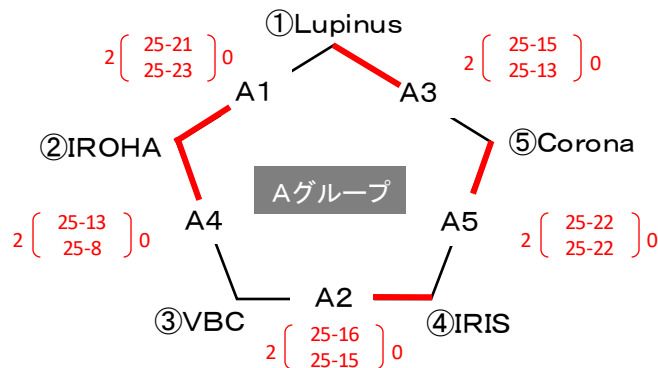 ①Lupinus
2 25-21 0
25-23
2 25-15 0
25-13
A1
A3
②IROHA
⑤Corona
Aグループ
2 25-13 0
25-8
A4
A5
2 25-22 0
25-22
A2
③VBC
④IRIS
2 25-16 0
25-15